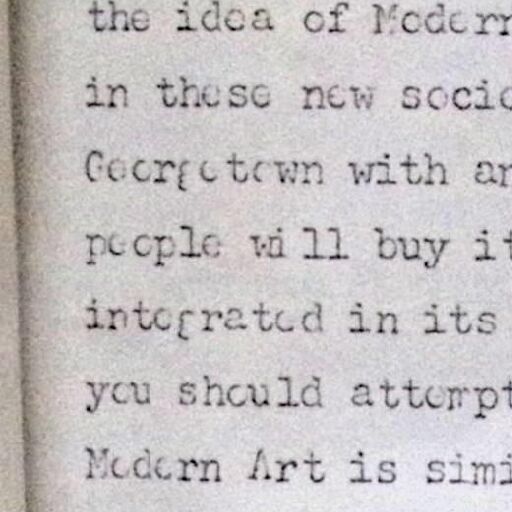 the idea of Modern
in these new socie
Georgetown with an
people will buy it
integrated in its
you should attempt
Modern Art is simi